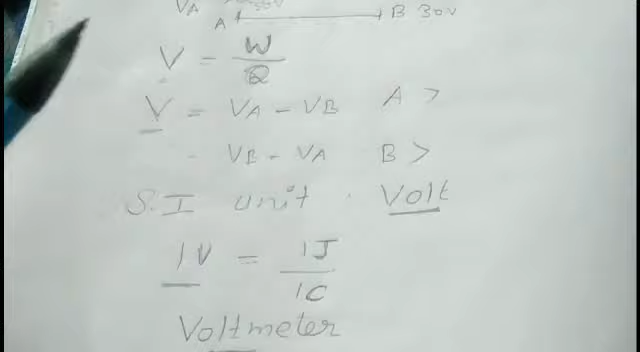 VA
A B 30V
V = W/Q
V = VA - VB A >
- VB - VA B >
S.I unit . Volt
1V = 1J/1C
Voltmeter